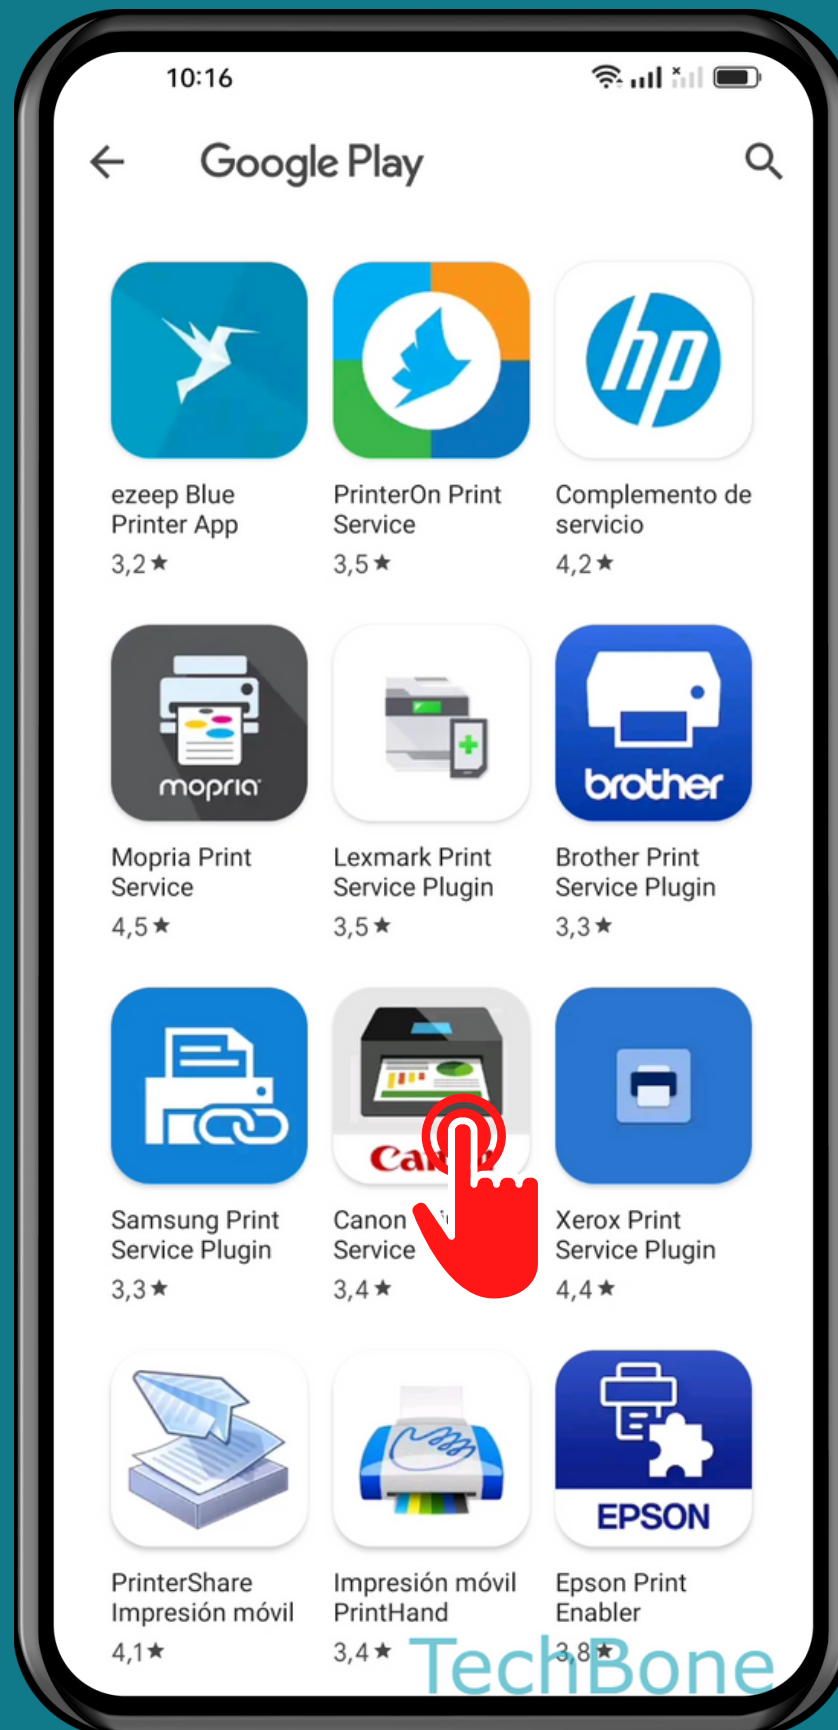 10:16
Google Play
hp
ezeep Blue
Printer App
3,2★
PrinterOn Print
Service
3,5★
Complemento de
servicio
4,2★
mopria
brother
Mopria Print
Service
4,5★
Lexmark Print
Service Plugin
3,5★
Brother Print
Service Plugin
3,3★
Samsung Print
Service Plugin
3,3★
Canon
Service
3,4★
Xerox Print
Service Plugin
4,4★
EPSON
PrinterShare
Impresión móvil
4,1★
Impresión móvil
PrintHand
3,4★
Epson Print
Enabler
3,8★
TechBone